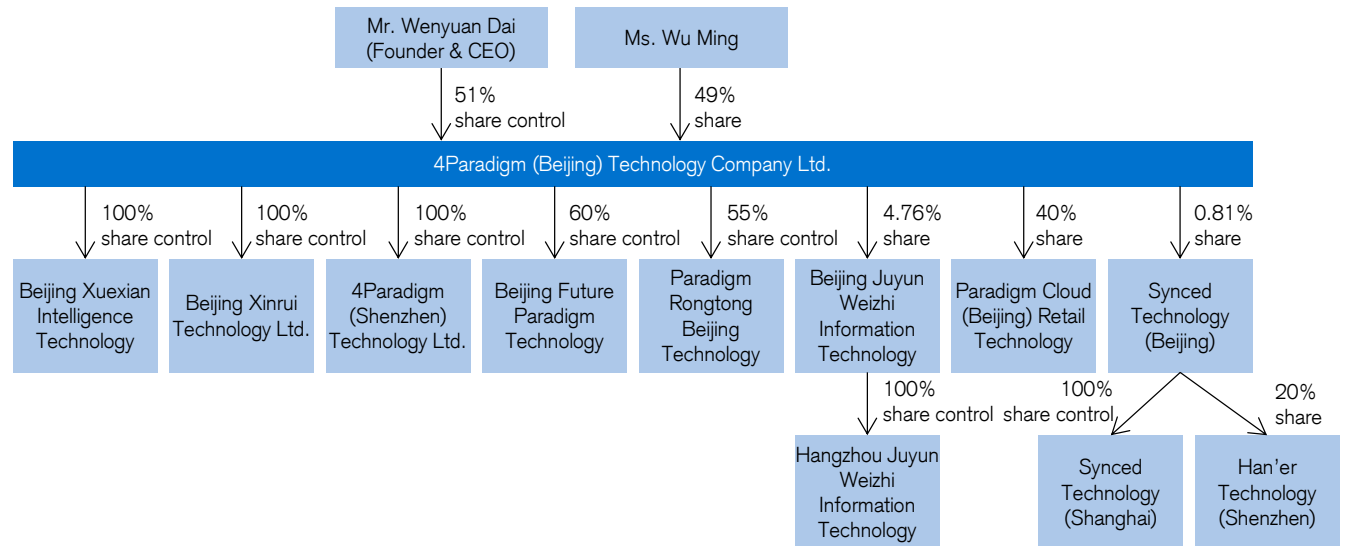 Mr. Wenyuan Dai
(Founder & CEO)
Ms. Wu Ming
51%
share control
49%
share
4Paradigm (Beijing) Technology Company Ltd.
100%
share control
100%
share control
100%
share control
60%
share control
55%
share control
4.76%
share
40%
share
0.81%
share
Beijing Xuexian
Intelligence
Technology
Beijing Xinrui
Technology Ltd.
4Paradigm
(Shenzhen)
Technology Ltd.
Beijing Future
Paradigm
Technology
Paradigm
Rongtong
Beijing
Technology
Beijing Juyun
Weizhi
Information
Technology
Paradigm Cloud
(Beijing) Retail
Technology
Synced
Technology
(Beijing)
100%
share control
100%
share control
20%
share
Hangzhou Juyun
Weizhi
Information
Technology
Synced
Technology
(Shanghai)
Han'er
Technology
(Shenzhen)